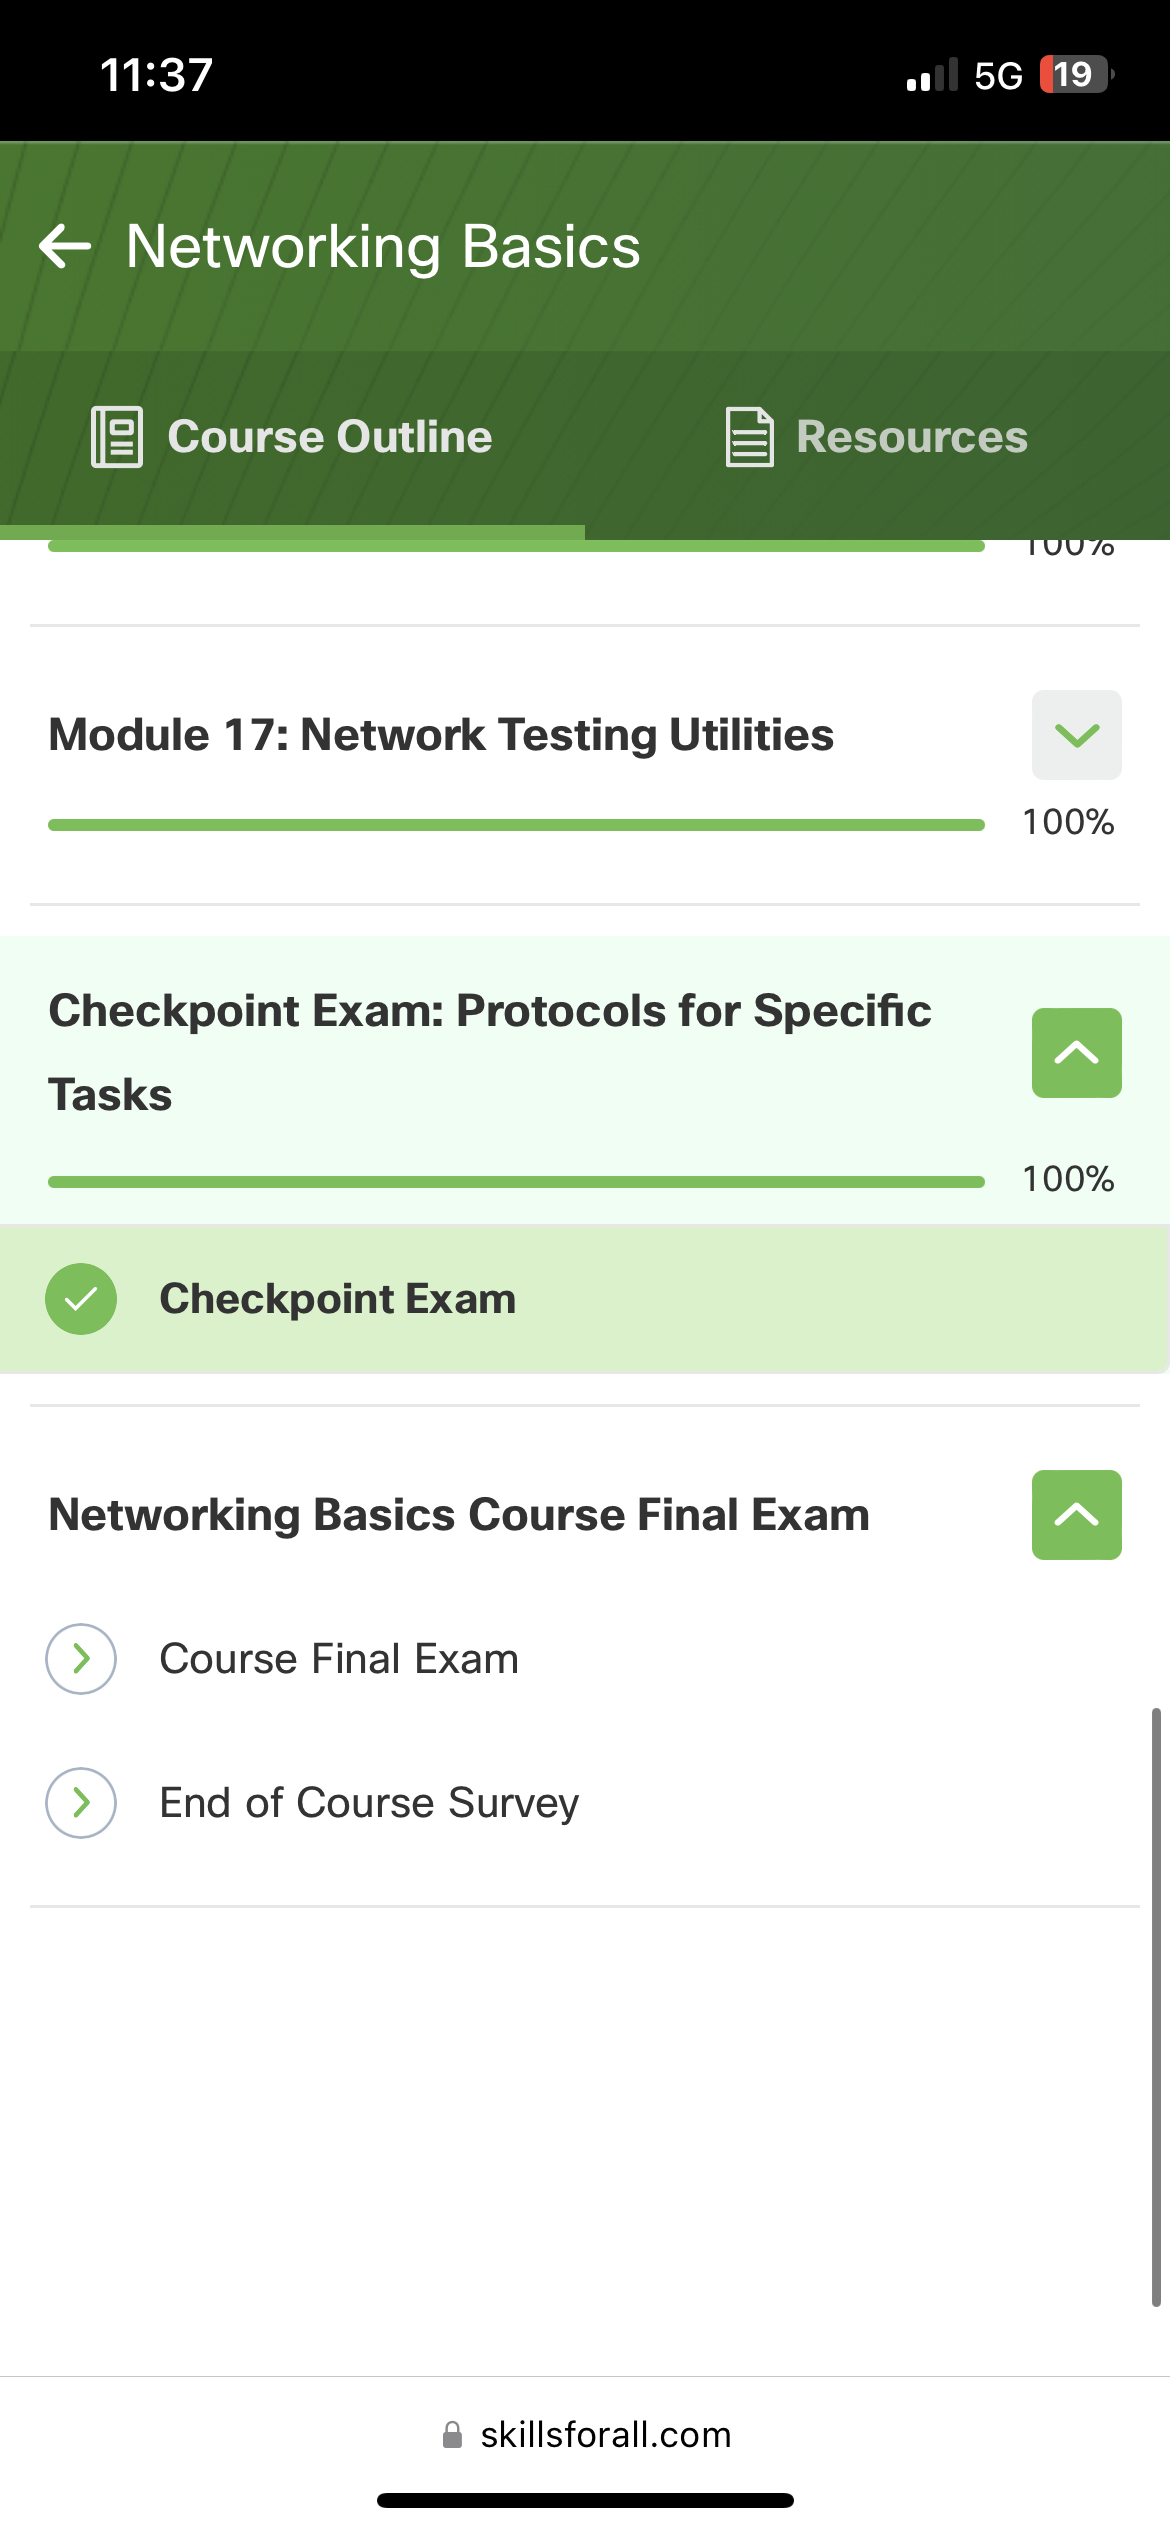 11:37
5G 19
Networking Basics
Course Outline
Resources
100%
Module 17: Network Testing Utilities
100%
Checkpoint Exam: Protocols for Specific
Tasks
100%
Checkpoint Exam
Networking Basics Course Final Exam
Course Final Exam
End of Course Survey
skillsforall.com